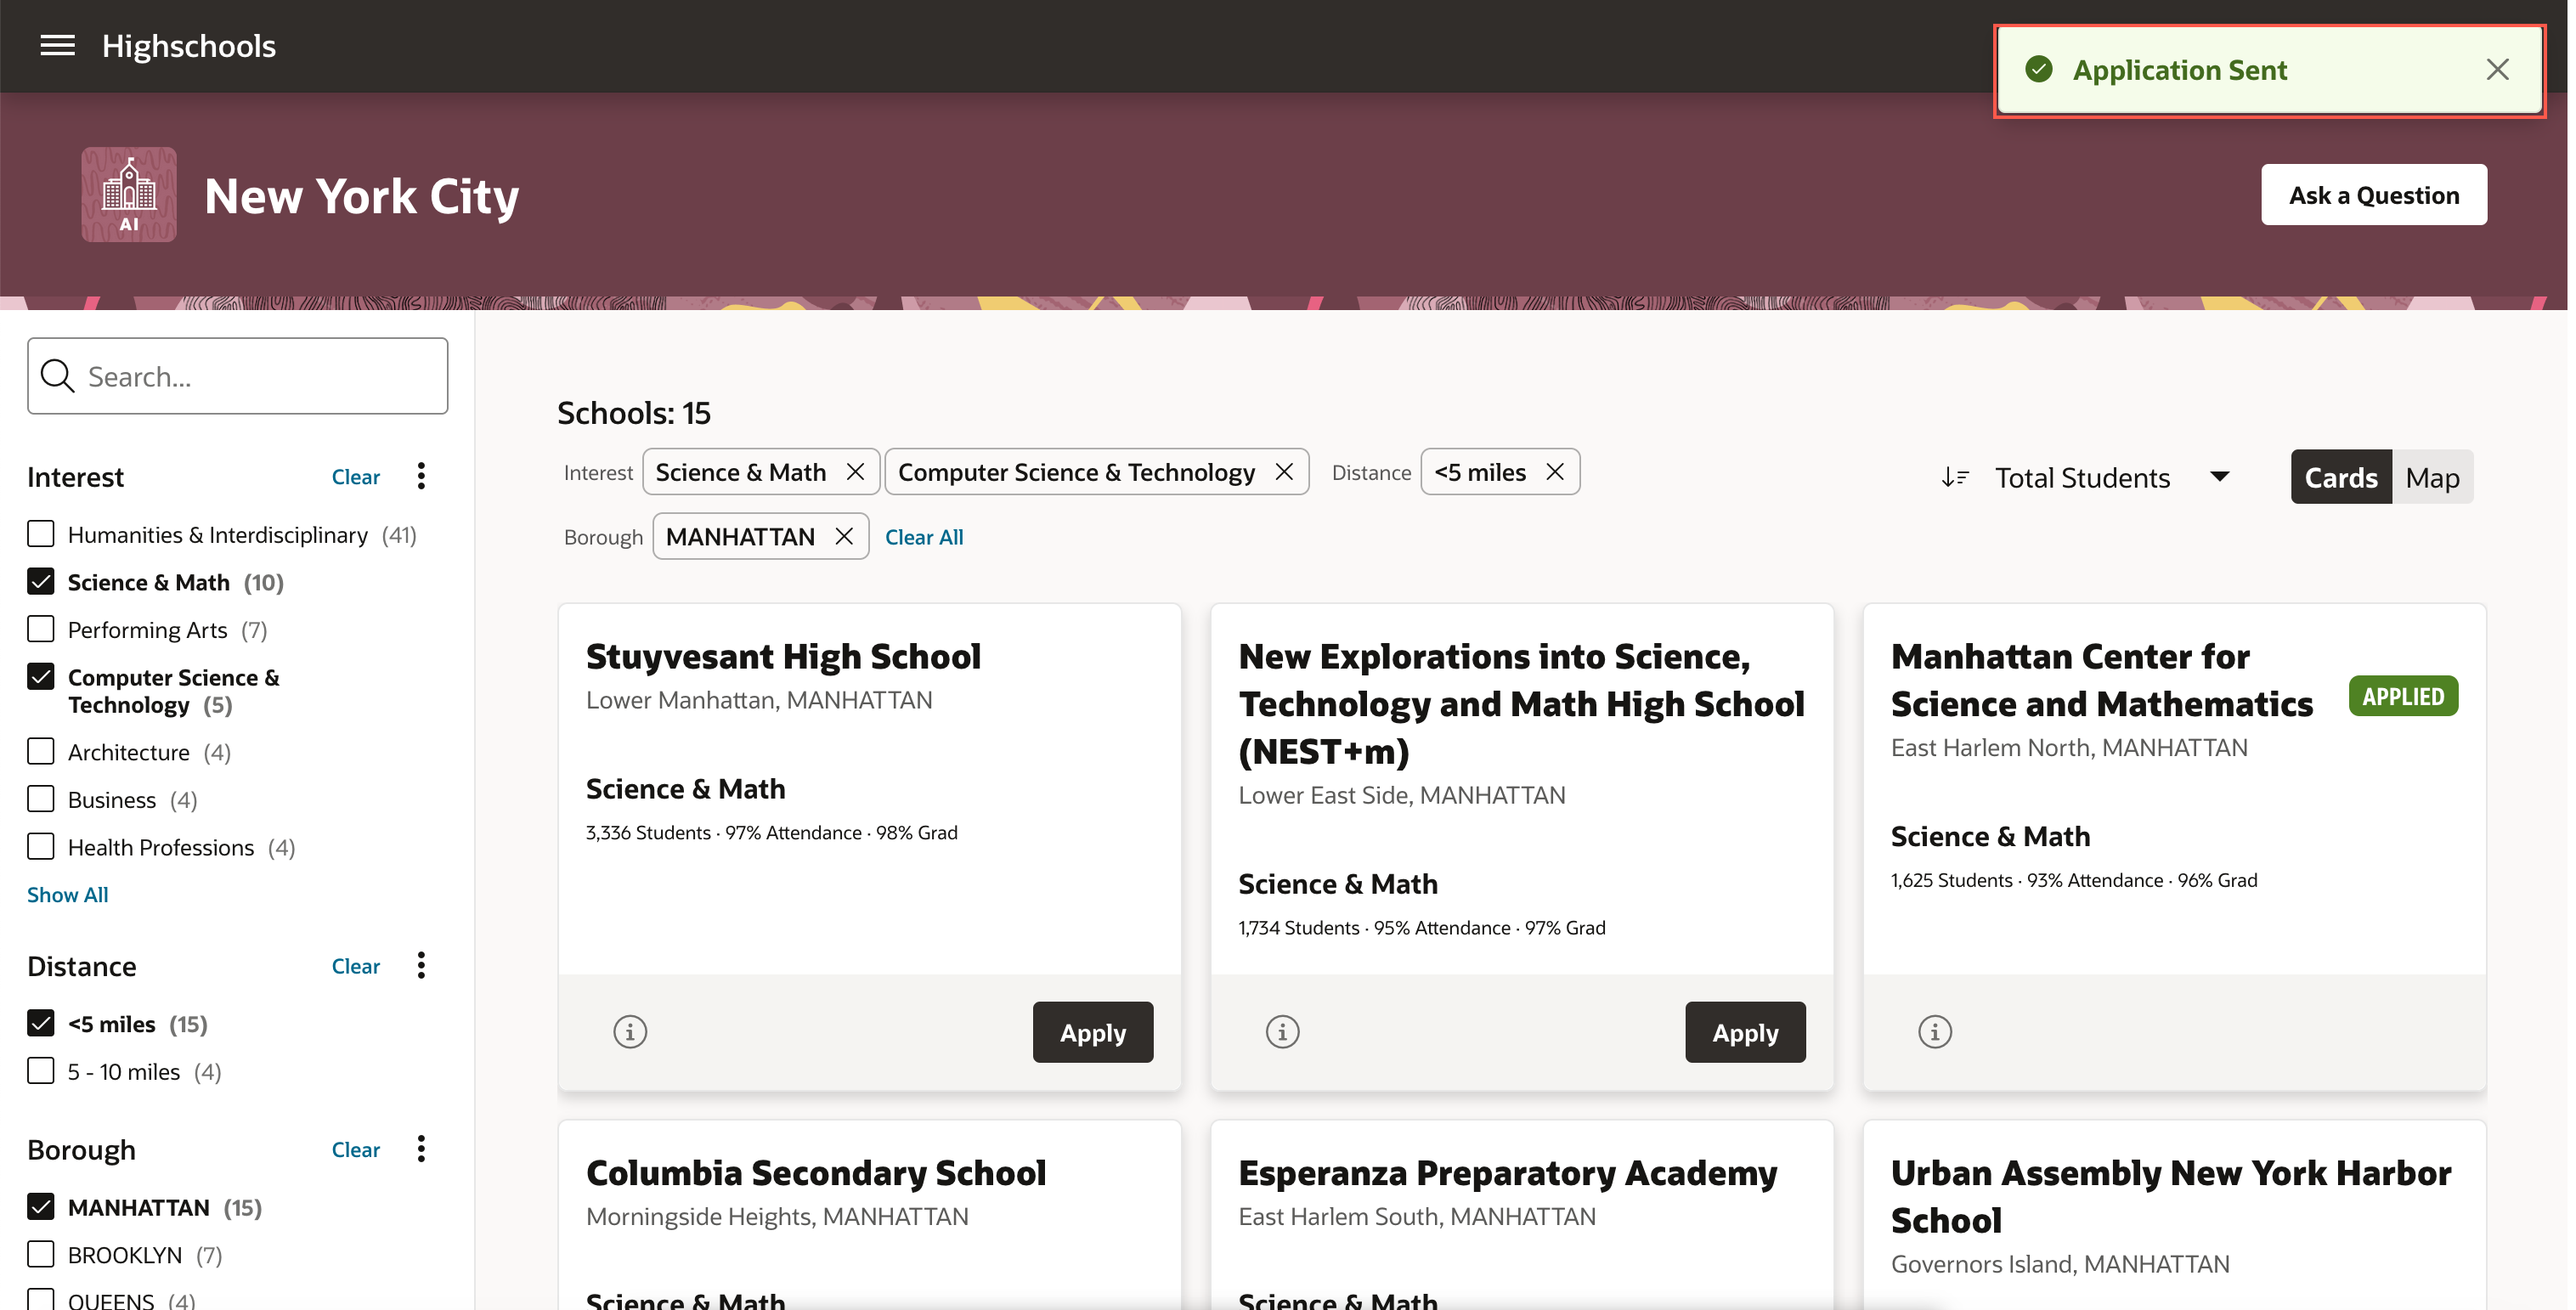 Highschools
Application Sent
AI
New York City
Ask a Question
Search...
Interest Clear
Humanities & Interdisciplinary (41)
Science & Math (10)
Performing Arts (7)
Computer Science &
Technology (5)
Architecture (4)
Business (4)
Health Professions (4)
Show All
Distance Clear
<5 miles (15)
5 - 10 miles (4)
Borough Clear
MANHATTAN (15)
BROOKLYN (7)
QUEENS (4)
Schools: 15
Interest Science & Math Computer Science & Technology Distance <5 miles
Borough MANHATTAN Clear All
Total Students
Cards Map
Stuyvesant High School
Lower Manhattan, MANHATTAN
Science & Math
3,336 Students · 97% Attendance · 98% Grad
Apply
New Explorations into Science,
Technology and Math High School
(NEST+m)
Lower East Side, MANHATTAN
Science & Math
1,734 Students · 95% Attendance · 97% Grad
Apply
Manhattan Center for
Science and Mathematics
APPLIED
East Harlem North, MANHATTAN
Science & Math
1,625 Students · 93% Attendance · 96% Grad
Columbia Secondary School
Morningside Heights, MANHATTAN
Science & Math
Esperanza Preparatory Academy
East Harlem South, MANHATTAN
Science & Math
Urban Assembly New York Harbor
School
Governors Island, MANHATTAN